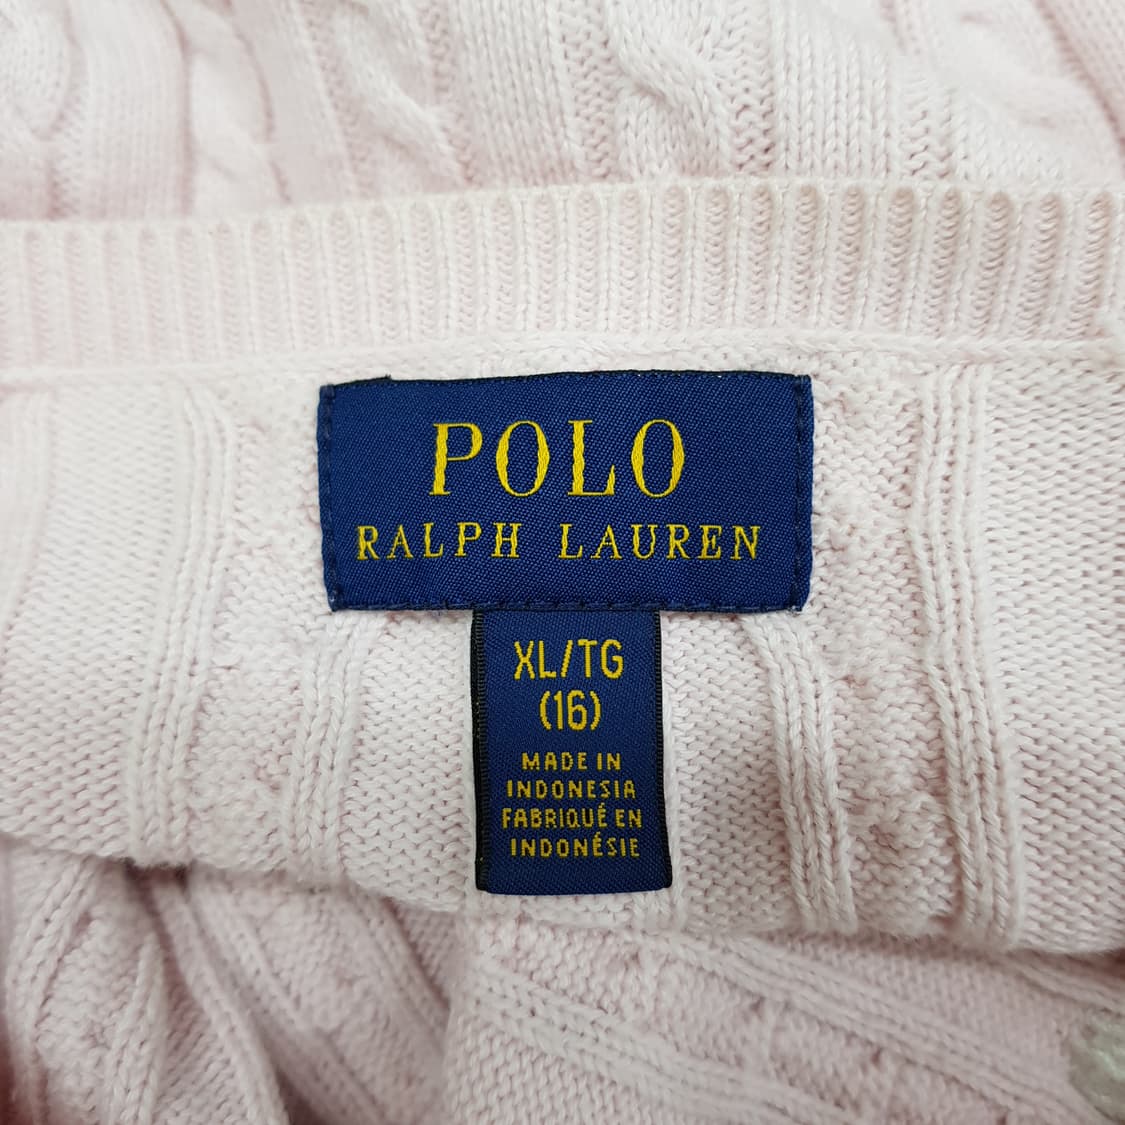 POLO
RALPH LAUREN
XL/TG
(16)
MADE IN
INDONESIA
FABRIQUÉ EN
INDONÉSIE